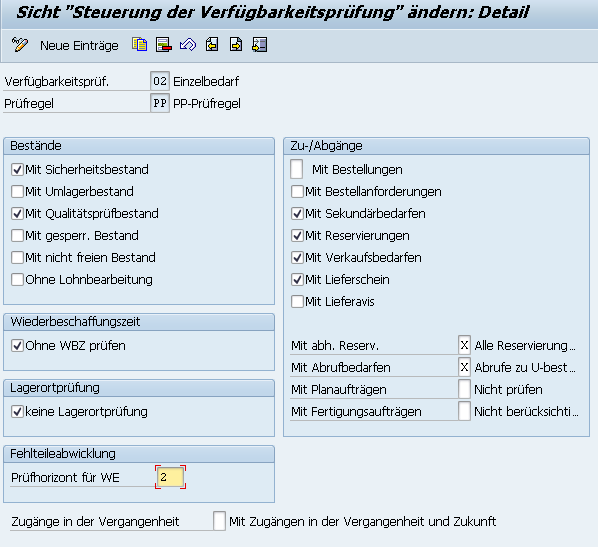 Sicht "Steuerung der Verfügbarkeitsprüfung" ändern: Detail
Neue Einträge
Verfügbarkeitsprüf. 02 Einzelbedarf
Prüfregel PP PP-Prüfregel
Bestände
Mit Sicherheitsbestand
Mit Umlagerbestand
Mit Qualitätsprüfbestand
Mit gesperr. Bestand
Mit nicht freien Bestand
Ohne Lohnbearbeitung
Wiederbeschaffungszeit
Ohne WBZ prüfen
Lagerortprüfung
keine Lagerortprüfung
Fehlteileabwicklung
Prüfhorizont für WE 2
Zu-/Abgänge
Mit Bestellungen
Mit Bestellanforderungen
Mit Sekundärbedarfen
Mit Reservierungen
Mit Verkaufsbedarfen
Mit Lieferschein
Mit Lieferavis
Mit abh. Reserv. X Alle Reservierung...
Mit Abrufbedarfen X Abrufe zu U-best...
Mit Planaufträgen Nicht prüfen
Mit Fertigungsaufträgen Nicht berücksichti...
Zugänge in der Vergangenheit Mit Zugängen in der Vergangenheit und Zukunft